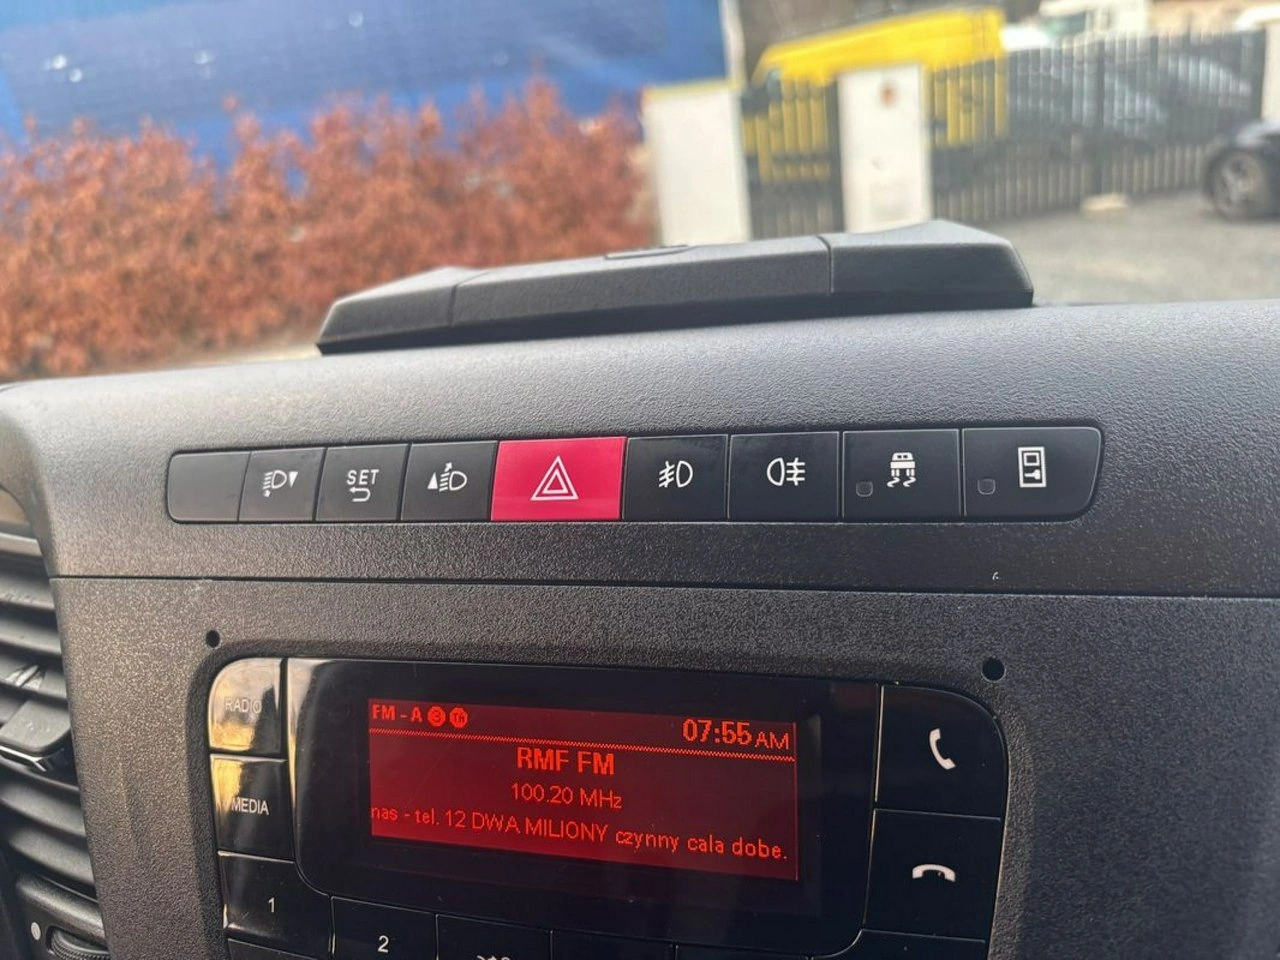 SET
RADIO
FM - A
07:55 AM
RMF FM
100.20 MHz
nas - tel. 12 DWA MILIONY czynny cala dobe.
MEDIA
1
2